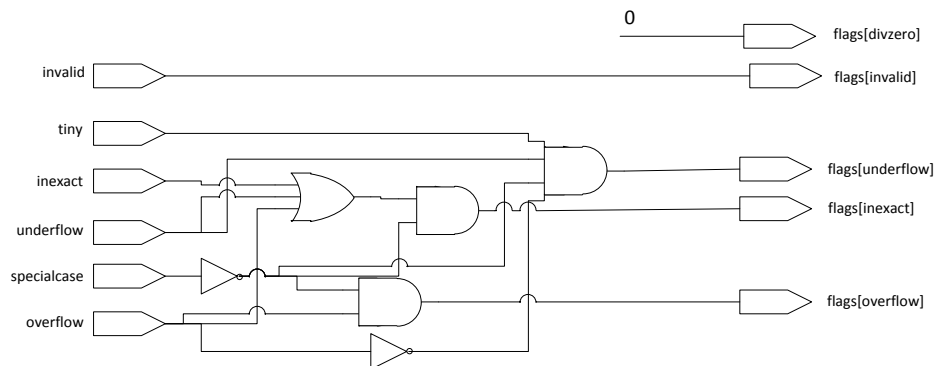 0
flags[divzero]
invalid
flags[invalid]
tiny
inexact
flags[underflow]
flags[inexact]
underflow
specialcase
flags[overflow]
overflow